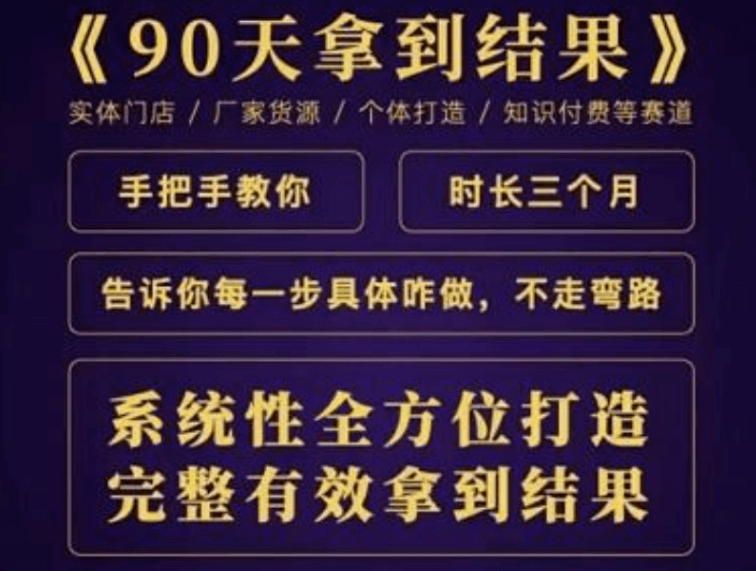 《90天拿到结果》
实体门店 / 厂家货源 / 个体打造 / 知识付费等赛道
手把手教你
时长三个月
告诉你每一步具体咋做，不走弯路
系统性全方位打造
完整有效拿到结果